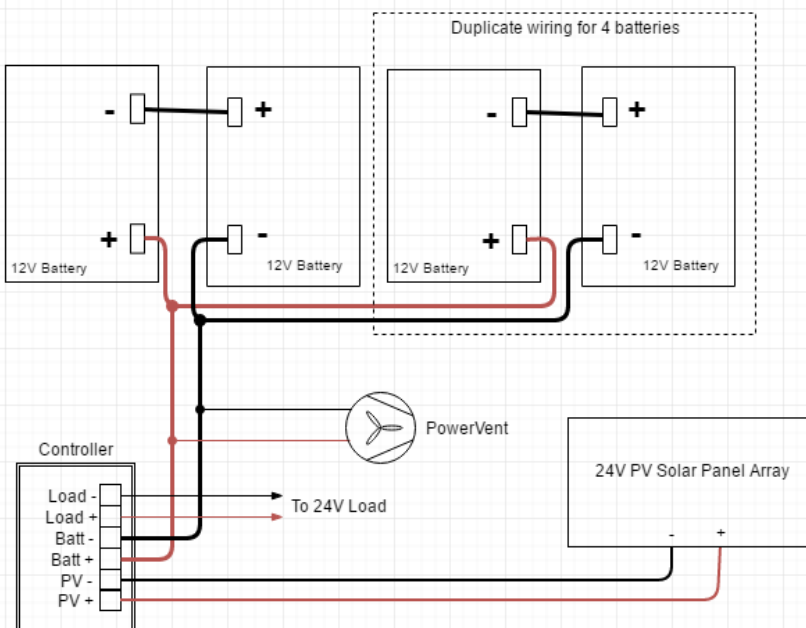 Duplicate wiring for 4 batteries
- +
- +
+ -
+ -
12V Battery
12V Battery
12V Battery
12V Battery
PowerVent
Controller
24V PV Solar Panel Array
- +
Load -
Load +
To 24V Load
Batt -
Batt +
PV -
PV +